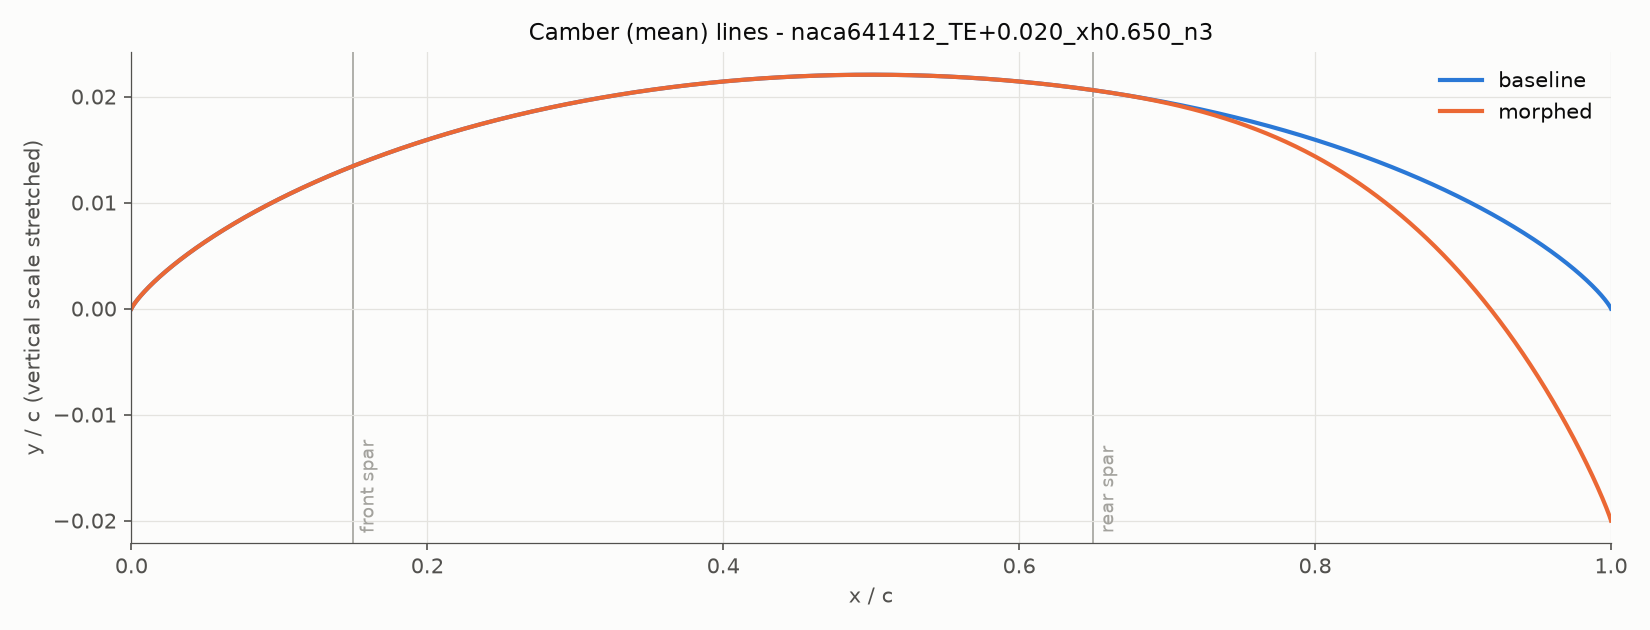 Camber (mean) lines - naca641412_TE+0.020_xh0.650_n3
baseline
morphed
y / c (vertical scale stretched)
0.02
0.01
0.00
−0.01
−0.02
front spar
rear spar
0.0 0.2 0.4 0.6 0.8 1.0
x / c